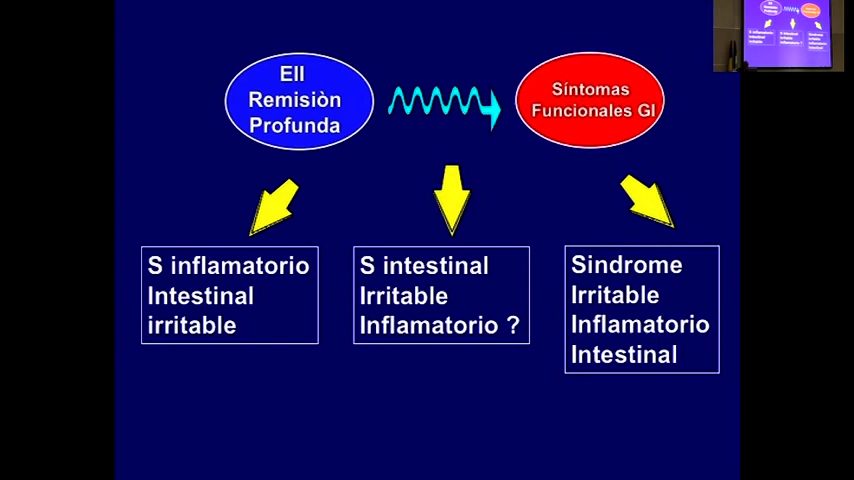 EII
Remisiòn
Profunda
Síntomas
Funcionales GI
S inflamatorio
Intestinal
irritable
S intestinal
Irritable
Inflamatorio ?
Sindrome
Irritable
Inflamatorio
Intestinal